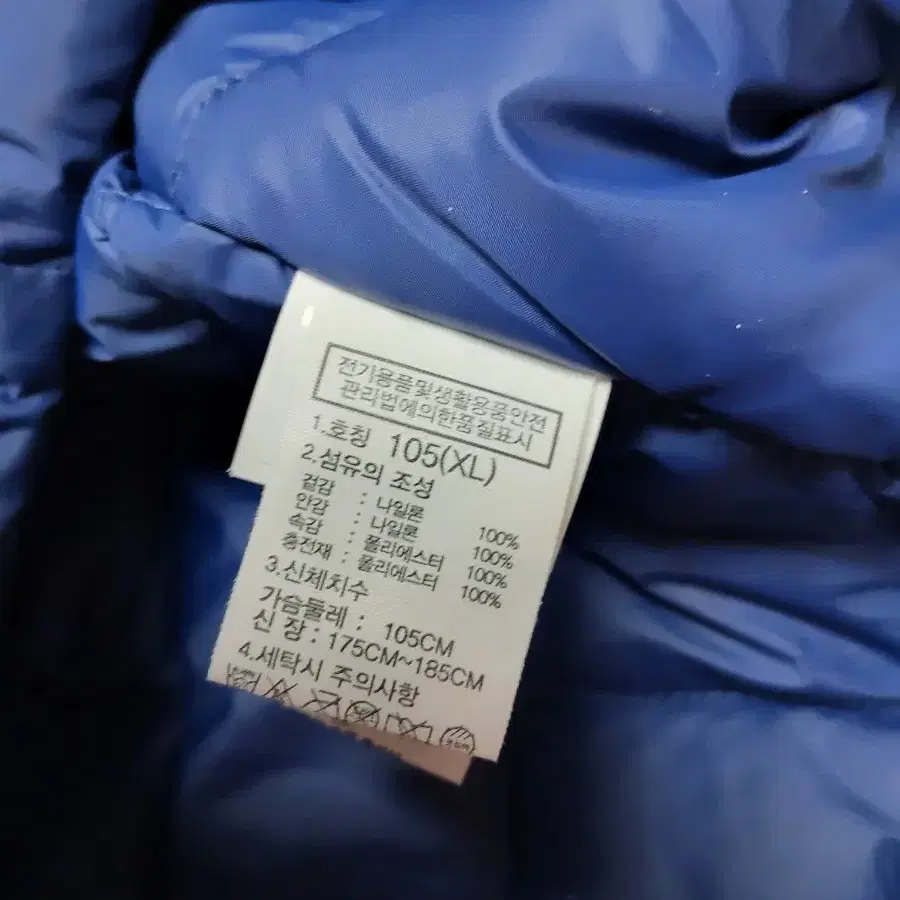 전기용품및생활용품안전
관리법에의한품질표시
1.호칭 105(XL)
2.섬유의 조성
겉감 : 나일론 100%
안감 : 나일론 100%
속감 : 폴리에스터 100%
충전재 : 폴리에스터 100%
3.신체치수
가슴둘레 : 105CM
신 장 : 175CM~185CM
4.세탁시 주의사항